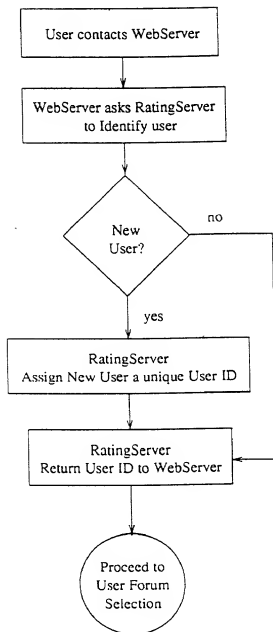 User contacts WebServer
WebServer asks RatingServer
to Identify user
New
User?
no
yes
RatingServer
Assign New User a unique User ID
RatingServer
Return User ID to WebServer
Proceed to
User Forum
Selection